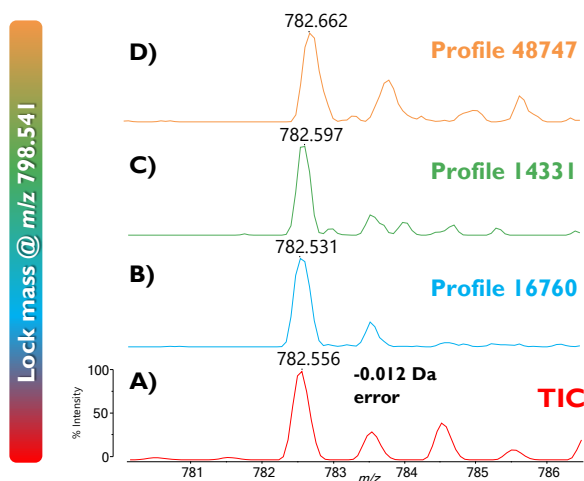 Lock mass @ m/z 798.541
782.662
D)
Profile 48747
782.597
C)
Profile 14331
782.531
B)
Profile 16760
782.556
A)
-0.012 Da
error
TIC
% Intensity
100
50
0
781
782
783
784
785
786
m/z